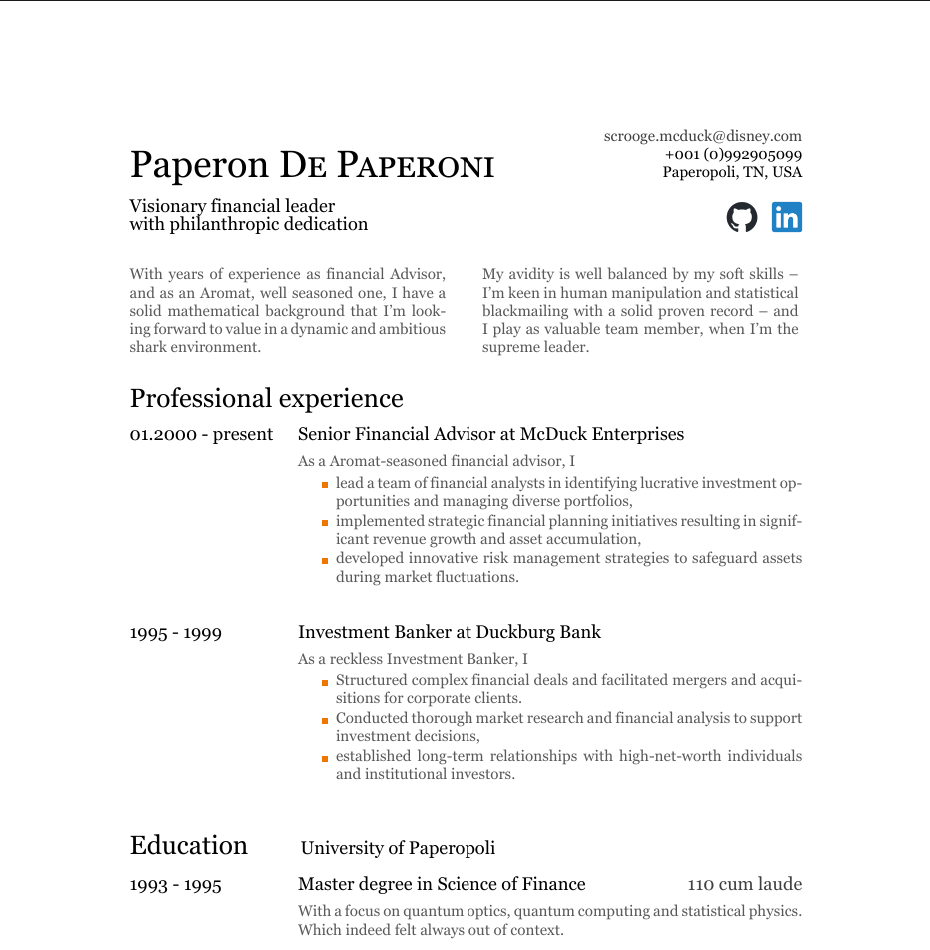 scrooge.mcduck@disney.com
Paperon DE PAPERONI
+001 (0)992905099
Paperopoli, TN, USA
Visionary financial leader
with philanthropic dedication
in
With years of experience as financial Advisor,
and as an Aromat, well seasoned one, I have a
solid mathematical background that I'm look-
ing forward to value in a dynamic and ambitious
shark environment.
My avidity is well balanced by my soft skills –
I'm keen in human manipulation and statistical
blackmailing with a solid proven record – and
I play as valuable team member, when I'm the
supreme leader.
Professional experience
01.2000 - present Senior Financial Advisor at McDuck Enterprises
As a Aromat-seasoned financial advisor, I
lead a team of financial analysts in identifying lucrative investment op-
portunities and managing diverse portfolios,
implemented strategic financial planning initiatives resulting in signif-
icant revenue growth and asset accumulation,
developed innovative risk management strategies to safeguard assets
during market fluctuations.
1995 - 1999 Investment Banker at Duckburg Bank
As a reckless Investment Banker, I
Structured complex financial deals and facilitated mergers and acqui-
sitions for corporate clients.
Conducted thorough market research and financial analysis to support
investment decisions,
established long-term relationships with high-net-worth individuals
and institutional investors.
Education University of Paperopoli
1993 - 1995 Master degree in Science of Finance 110 cum laude
With a focus on quantum optics, quantum computing and statistical physics.
Which indeed felt always out of context.